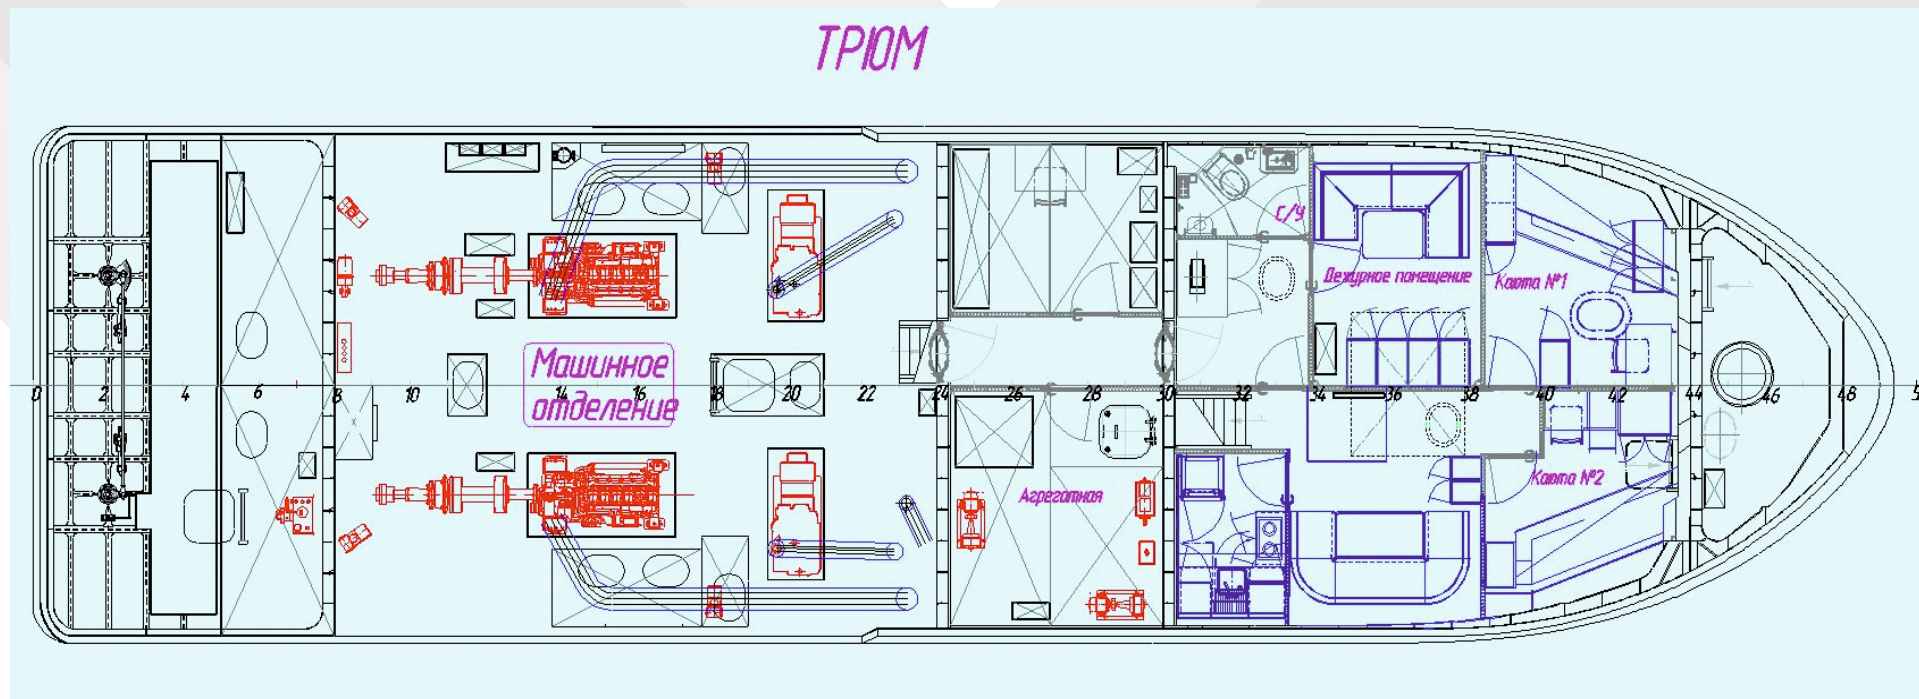 ТРЮМ
С/У
Дежурное помещение
Каюта №1
Машинное
отделение
0 2 4 6 8 10 14 16 18 20 22 24 26 28 30 32 34 36 38 40 42 44 46 48
Агрегатная
Каюта №2